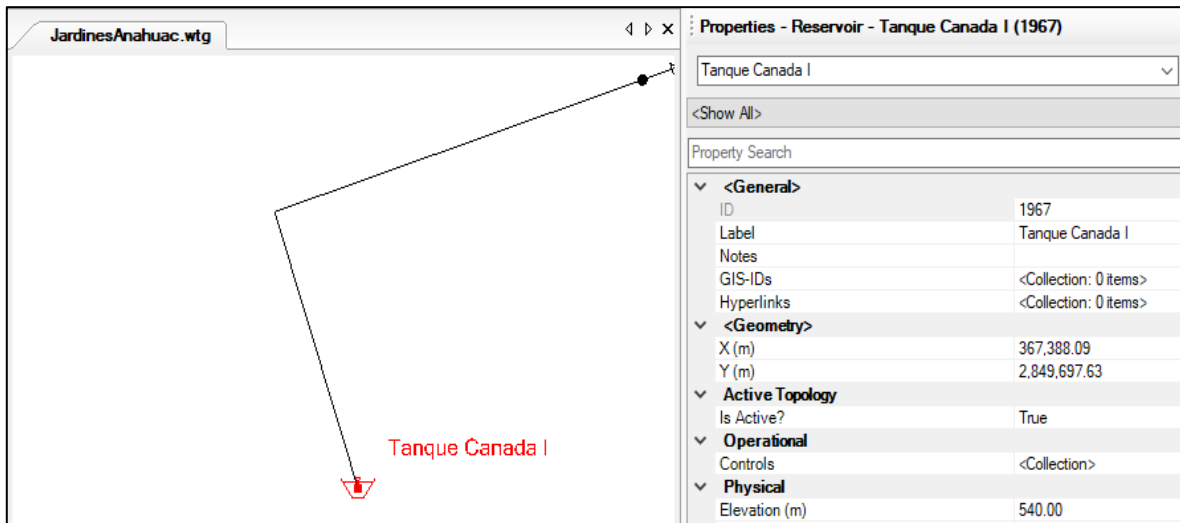 JardinesAnahuac.wtg
Tanque Canada I
Properties - Reservoir - Tanque Canada I (1967)
Tanque Canada I
<Show All>
Property Search
<General>
ID 1967
Label Tanque Canada I
Notes
GIS-IDs <Collection: 0 items>
Hyperlinks <Collection: 0 items>
<Geometry>
X (m) 367,388.09
Y (m) 2,849,697.63
Active Topology
Is Active? True
Operational
Controls <Collection>
Physical
Elevation (m) 540.00